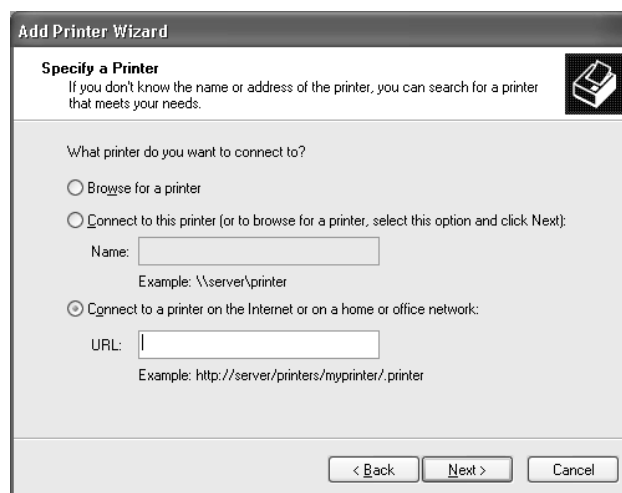 Add Printer Wizard
Specify a Printer
If you don't know the name or address of the printer, you can search for a printer
that meets your needs.
What printer do you want to connect to?
Browse for a printer
Connect to this printer (or to browse for a printer, select this option and click Next):
Name:
Example: \\server\printer
Connect to a printer on the Internet or on a home or office network:
URL:
Example: http://server/printers/myprinter/.printer
< Back Next > Cancel